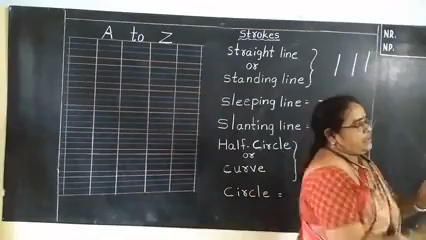 A to Z
Strokes
Straight line
or
Standing line
Sleeping line =
Slanting line =
Half-Circle
or
Curve
Circle =
NR.
NP.